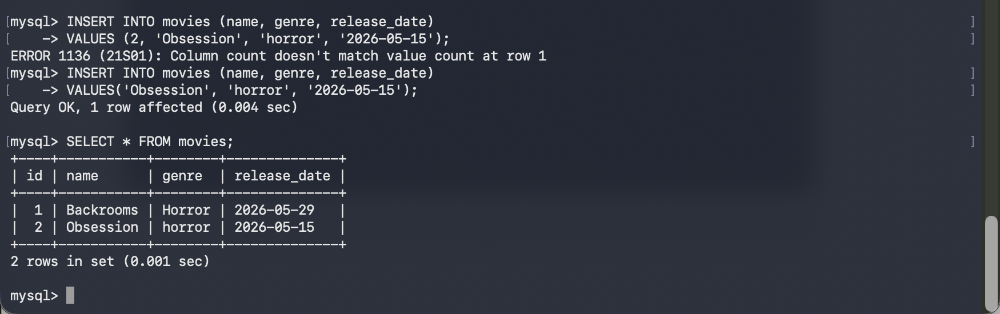 [mysql> INSERT INTO movies (name, genre, release_date) ]
[    -> VALUES (2, 'Obsession', 'horror', '2026-05-15'); ]
ERROR 1136 (21S01): Column count doesn't match value count at row 1
[mysql> INSERT INTO movies (name, genre, release_date) ]
[    -> VALUES('Obsession', 'horror', '2026-05-15'); ]
Query OK, 1 row affected (0.004 sec)
[mysql> SELECT * FROM movies; ]
+----+-----------+--------+--------------+
| id | name      | genre  | release_date |
+----+-----------+--------+--------------+
|  1 | Backrooms | Horror | 2026-05-29   |
|  2 | Obsession | horror | 2026-05-15   |
+----+-----------+--------+--------------+
2 rows in set (0.001 sec)
mysql>